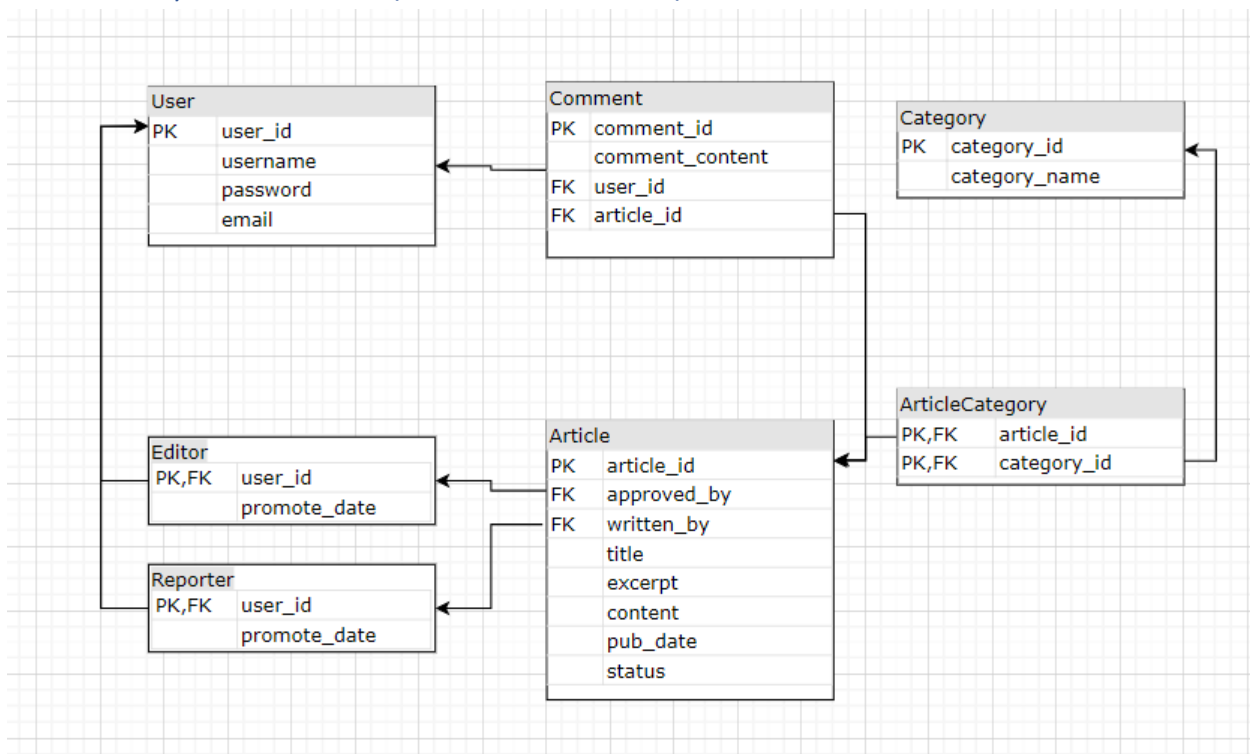 User
PK user_id
username
password
email
Comment
PK comment_id
comment_content
FK user_id
FK article_id
Category
PK category_id
category_name
Editor
PK,FK user_id
promote_date
Reporter
PK,FK user_id
promote_date
Article
PK article_id
FK approved_by
FK written_by
title
excerpt
content
pub_date
status
ArticleCategory
PK,FK article_id
PK,FK category_id